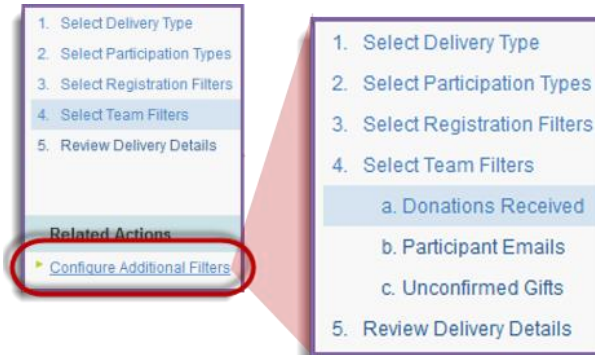 1. Select Delivery Type
2. Select Participation Types
3. Select Registration Filters
4. Select Team Filters
5. Review Delivery Details
Related Actions
Configure Additional Filters
1. Select Delivery Type
2. Select Participation Types
3. Select Registration Filters
4. Select Team Filters
a. Donations Received
b. Participant Emails
c. Unconfirmed Gifts
5. Review Delivery Details